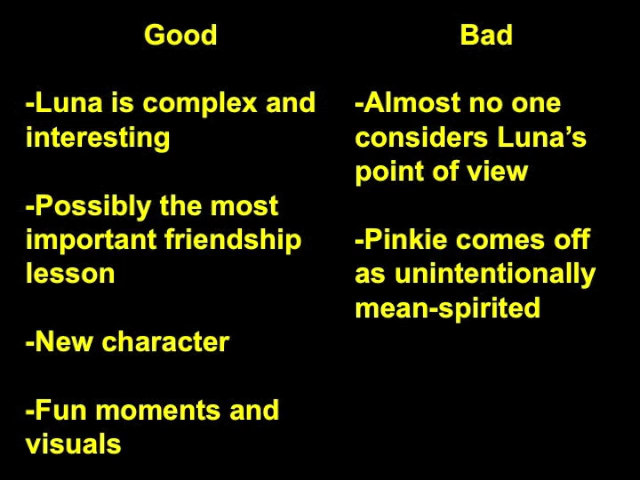 Good
-Luna is complex and
interesting
-Possibly the most
important friendship
lesson
-New character
-Fun moments and
visuals
Bad
-Almost no one
considers Luna’s
point of view
-Pinkie comes off
as unintentionally
mean-spirited